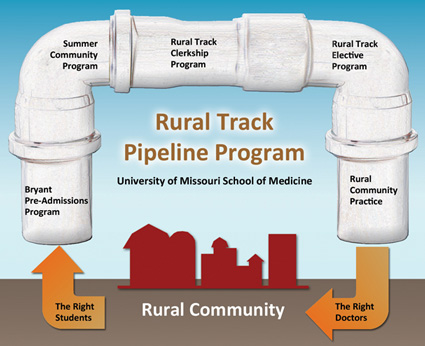 Summer
Community
Program
Rural Track
Clerkship
Program
Rural Track
Elective
Program
Rural Track
Pipeline Program
University of Missouri School of Medicine
Bryant
Pre-Admissions
Program
Rural
Community
Practice
The Right
Students
Rural Community
The Right
Doctors